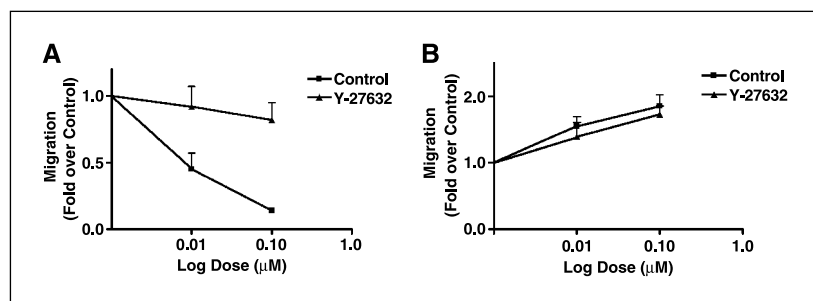 A
Control
Y-27632
Migration
(Fold over Control)
1.0
0.5
0.0
0.01
0.10
1.0
Log Dose (μM)
B
Control
Y-27632
Migration
(Fold over Control)
2.0
1.0
0.0
0.01
0.10
1.0
Log Dose (μM)